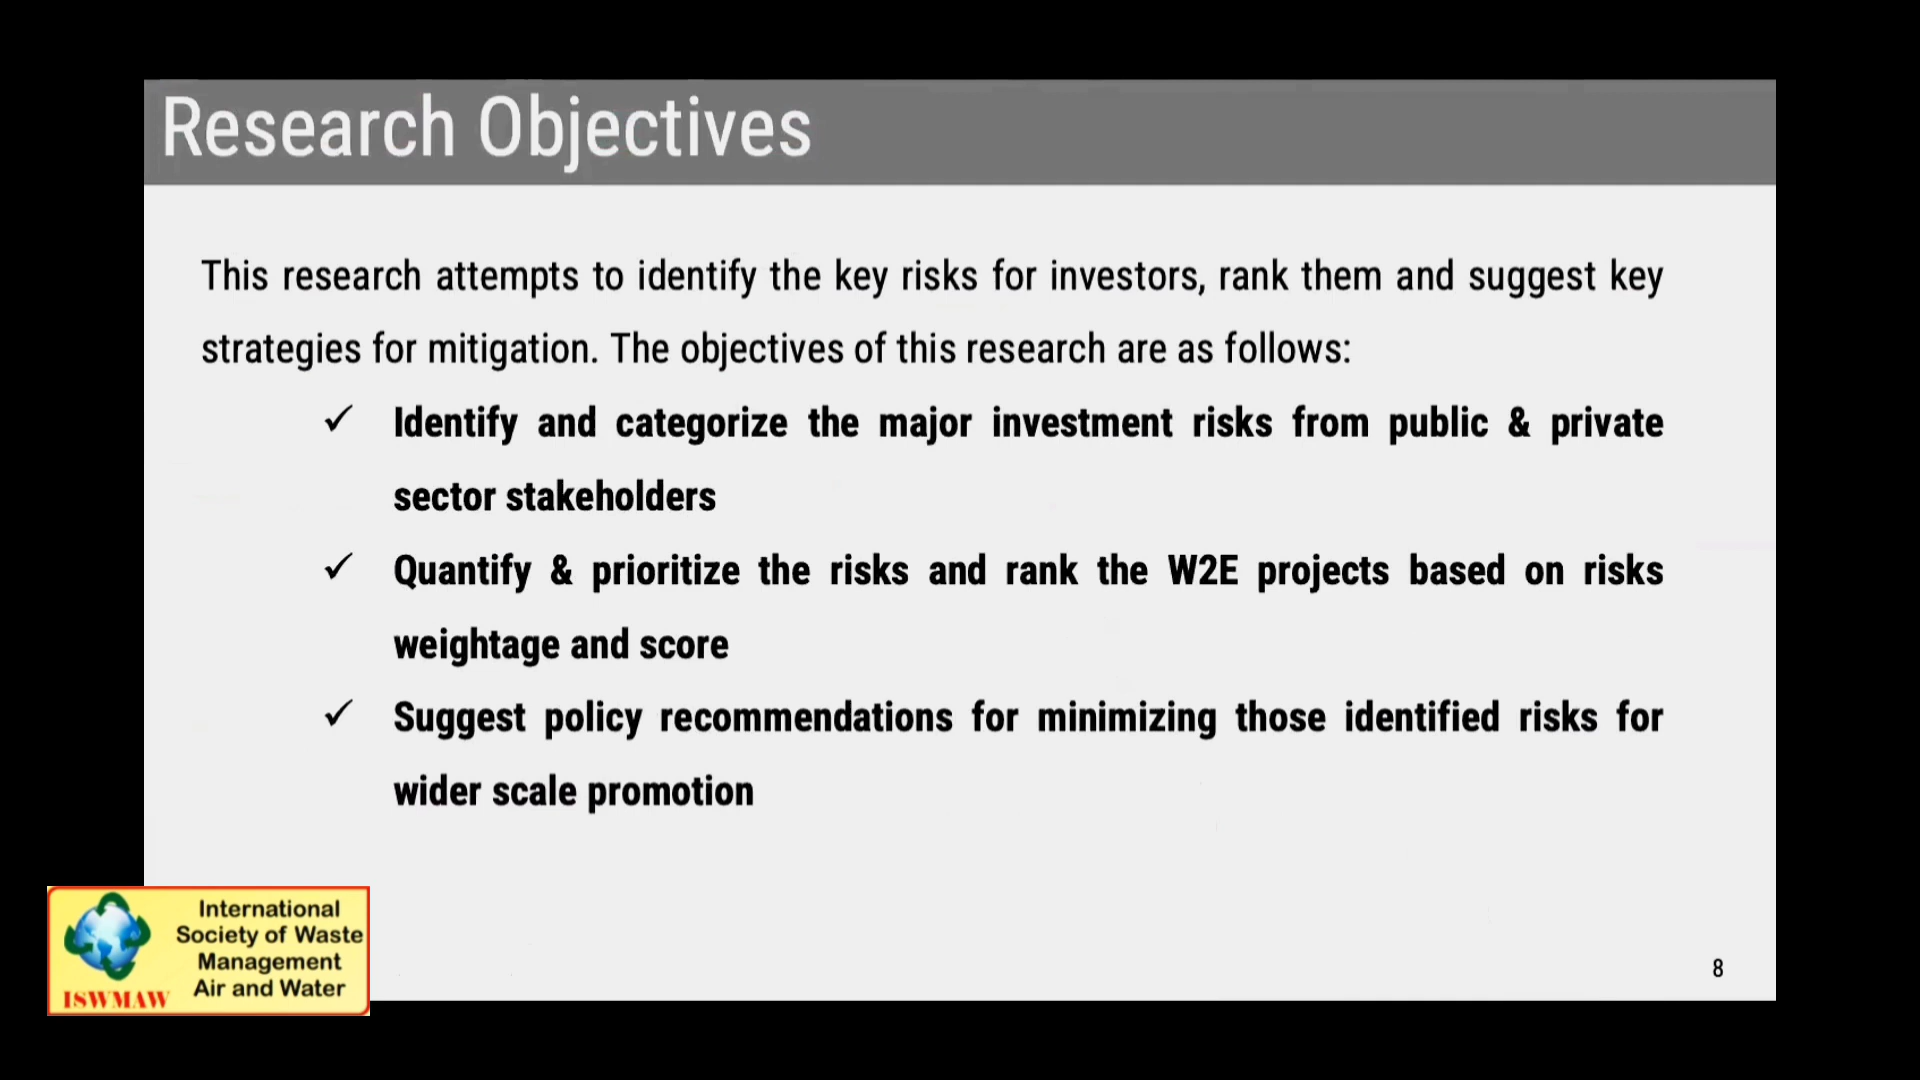 Research Objectives
This research attempts to identify the key risks for investors, rank them and suggest key
strategies for mitigation. The objectives of this research are as follows:
✓ Identify and categorize the major investment risks from public & private
sector stakeholders
✓ Quantify & prioritize the risks and rank the W2E projects based on risks
weightage and score
✓ Suggest policy recommendations for minimizing those identified risks for
wider scale promotion
International
Society of Waste
Management
Air and Water
ISWMAW
8